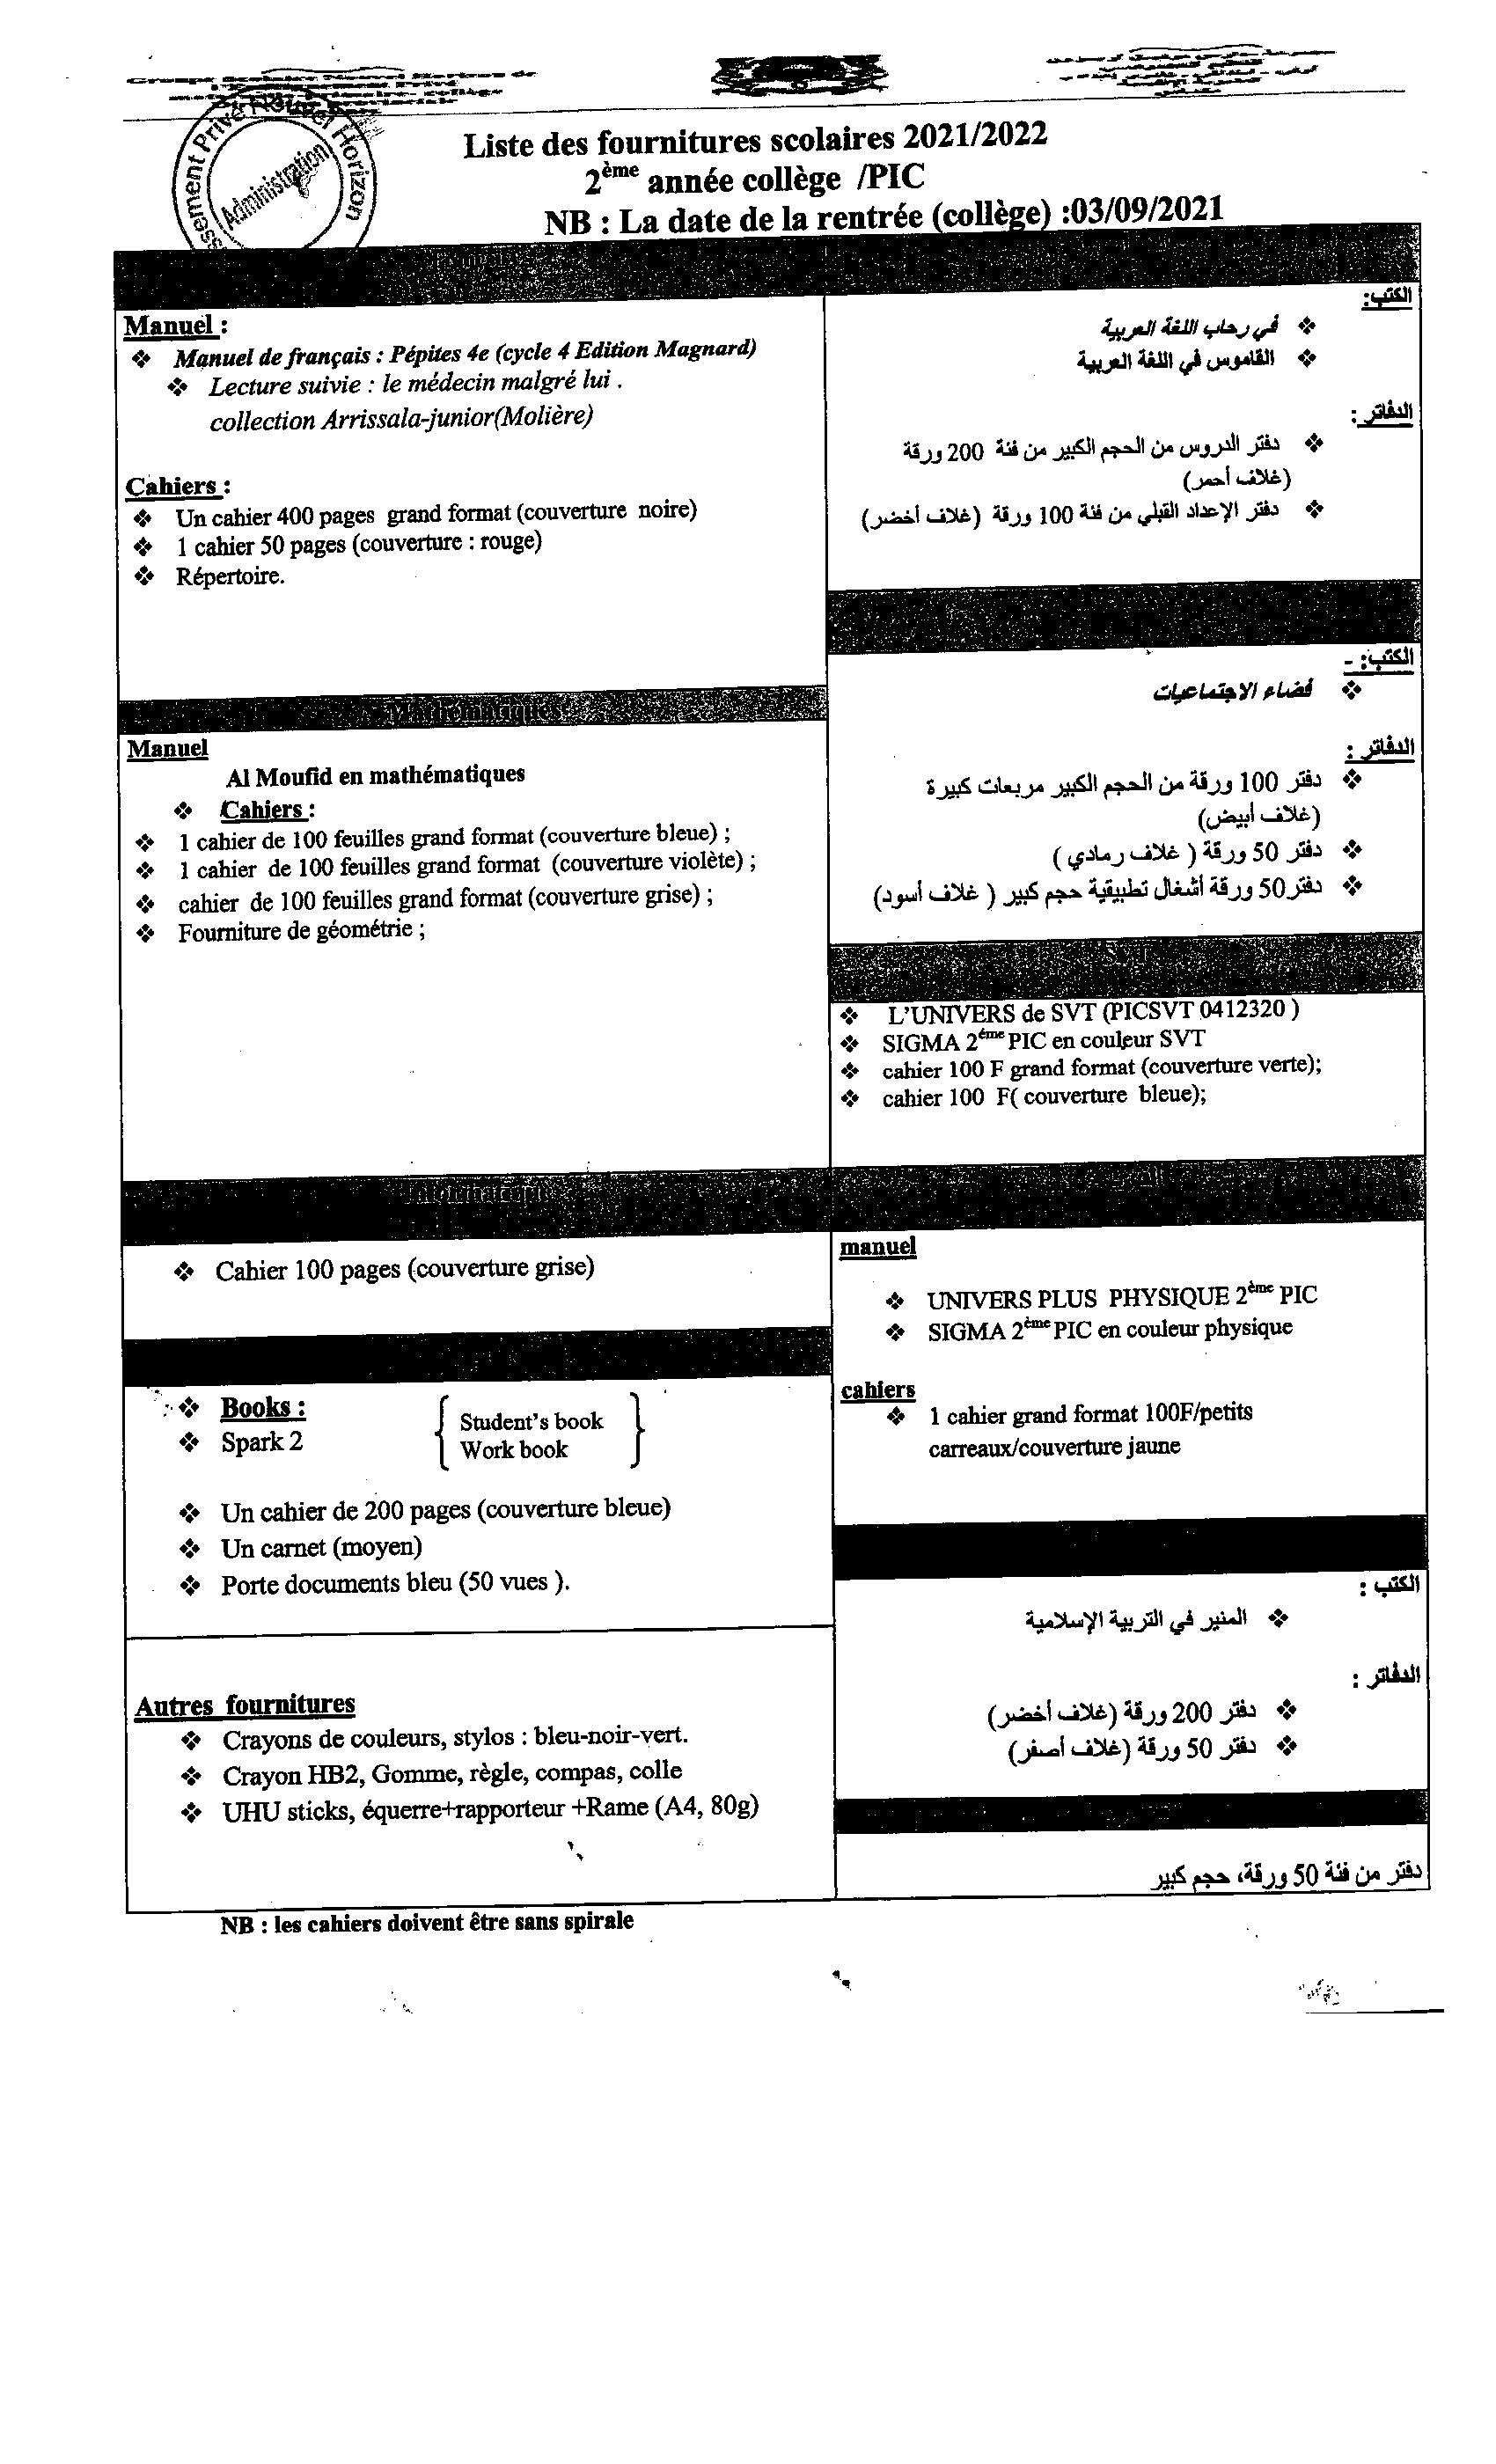 ssement Privé Nouvel Horizon
Administration
Liste des fournitures scolaires 2021/2022
2ème année collège /PIC
NB : La date de la rentrée (collège) :03/09/2021
Manuel :
❖ Manuel de français : Pépites 4e (cycle 4 Edition Magnard)
❖ Lecture suivie : le médecin malgré lui .
collection Arrissala-junior(Molière)
Cahiers :
❖ Un cahier 400 pages grand format (couverture noire)
❖ 1 cahier 50 pages (couverture : rouge)
❖ Répertoire.
Mathématiques
Manuel
Al Moufid en mathématiques
❖ Cahiers :
❖ 1 cahier de 100 feuilles grand format (couverture bleue) ;
❖ 1 cahier de 100 feuilles grand format (couverture violète) ;
❖ cahier de 100 feuilles grand format (couverture grise) ;
❖ Fourniture de géométrie ;
Informatique
❖ Cahier 100 pages (couverture grise)
❖ Books :
❖ Spark 2 { Student's book
Work book }
❖ Un cahier de 200 pages (couverture bleue)
❖ Un carnet (moyen)
❖ Porte documents bleu (50 vues ).
Autres fournitures
❖ Crayons de couleurs, stylos : bleu-noir-vert.
❖ Crayon HB2, Gomme, règle, compas, colle
❖ UHU sticks, équerre+rapporteur +Rame (A4, 80g)
الكتب:
❖ في رحاب اللغة العربية
❖ القاموس في اللغة العربية
الدفاتر :
❖ دفتر الدروس من الحجم الكبير من فئة 200 ورقة
(غلاف أحمر)
❖ دفتر الإعداد القبلي من فئة 100 ورقة (غلاف أخضر)
الكتب: -
❖ فضاء الاجتماعيات
الدفاتر :
❖ دفتر 100 ورقة من الحجم الكبير مربعات كبيرة
(غلاف أبيض)
❖ دفتر 50 ورقة ( غلاف رمادي )
❖ دفتر50 ورقة أشغال تطبيقية حجم كبير ( غلاف أسود)
❖ L'UNIVERS de SVT (PICSVT 0412320 )
❖ SIGMA 2ème PIC en couleur SVT
❖ cahier 100 F grand format (couverture verte);
❖ cahier 100 F( couverture bleue);
manuel
❖ UNIVERS PLUS PHYSIQUE 2ème PIC
❖ SIGMA 2ème PIC en couleur physique
cahiers
❖ 1 cahier grand format 100F/petits
carreaux/couverture jaune
الكتب :
❖ المنير في التربية الإسلامية
الدفاتر :
❖ دفتر 200 ورقة (غلاف أخضر)
❖ دفتر 50 ورقة (غلاف أصفر)
دفتر من فئة 50 ورقة، حجم كبير
NB : les cahiers doivent être sans spirale